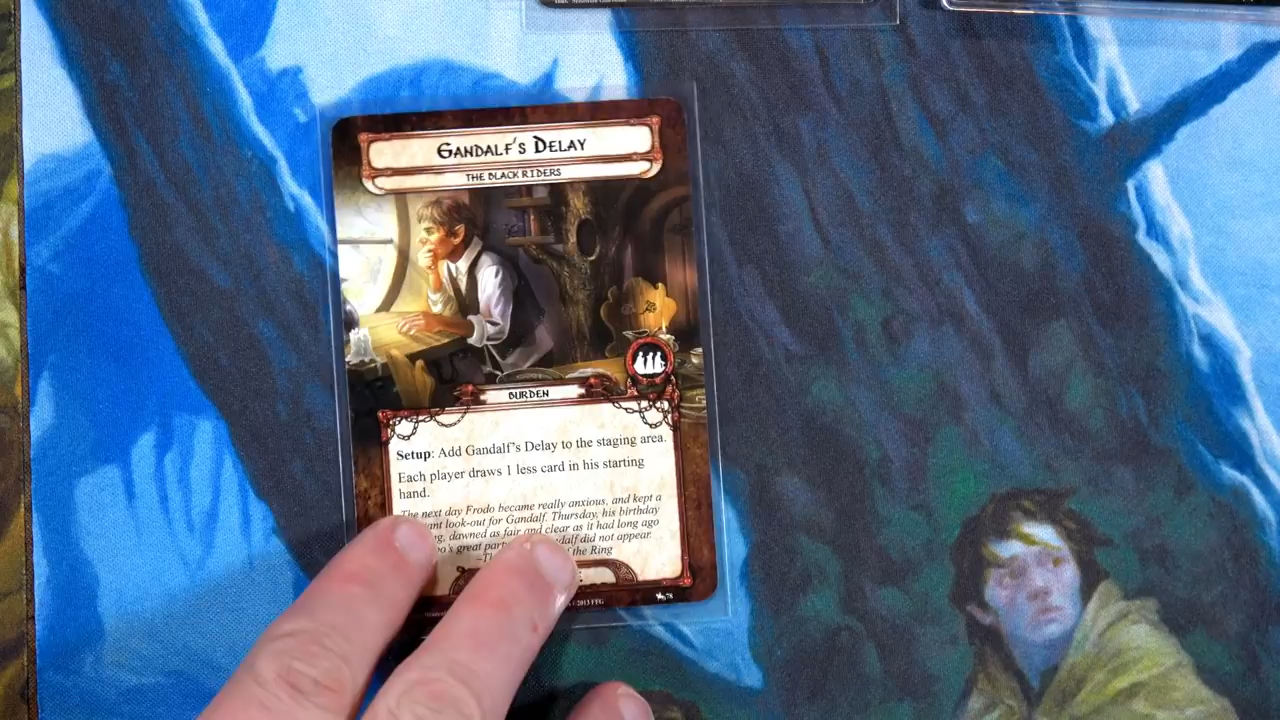 GANDALF'S DELAY
THE BLACK RIDERS
BURDEN
Setup: Add Gandalf's Delay to the staging area.
Each player draws 1 less card in his starting
hand.
The next day Frodo became really anxious, and kept a
look-out for Gandalf. Thursday, his birthday
dawned as fair and clear as it had long ago
great did not appear.
the Ring
©2013 FFG
78